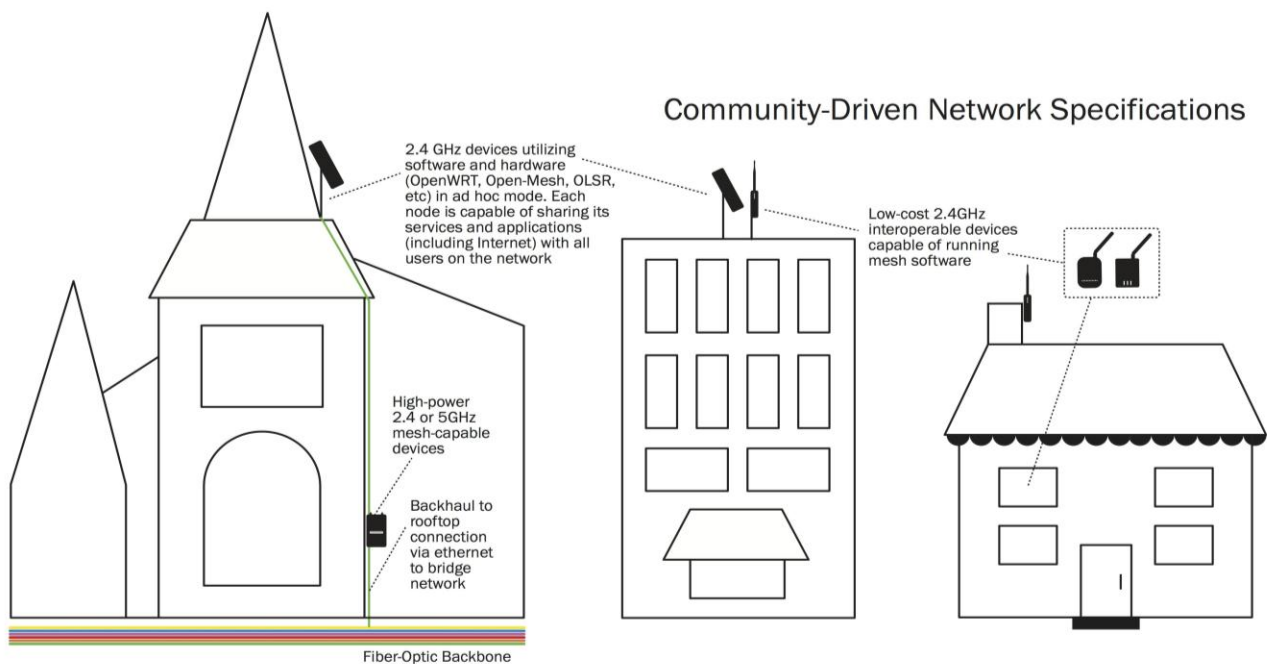 Community-Driven Network Specifications
2.4 GHz devices utilizing
software and hardware
(OpenWRT, Open-Mesh, OLSR,
etc) in ad hoc mode. Each
node is capable of sharing its
services and applications
(including Internet) with all
users on the network
Low-cost 2.4GHz
interoperable devices
capable of running
mesh software
High-power
2.4 or 5GHz
mesh-capable
devices
Backhaul to
rooftop
connection
via ethernet
to bridge
network
Fiber-Optic Backbone